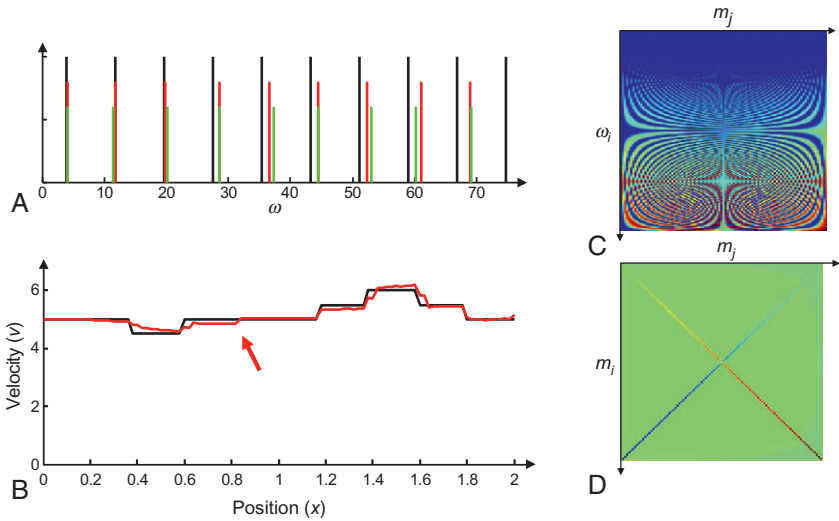 A
0 10 20 30 40 50 60 70
ω
B
Velocity (v)
6
4
2
0
0 0.2 0.4 0.6 0.8 1 1.2 1.4 1.6 1.8 2
Position (x)
m_j
ω_i
C
m_j
m_i
D